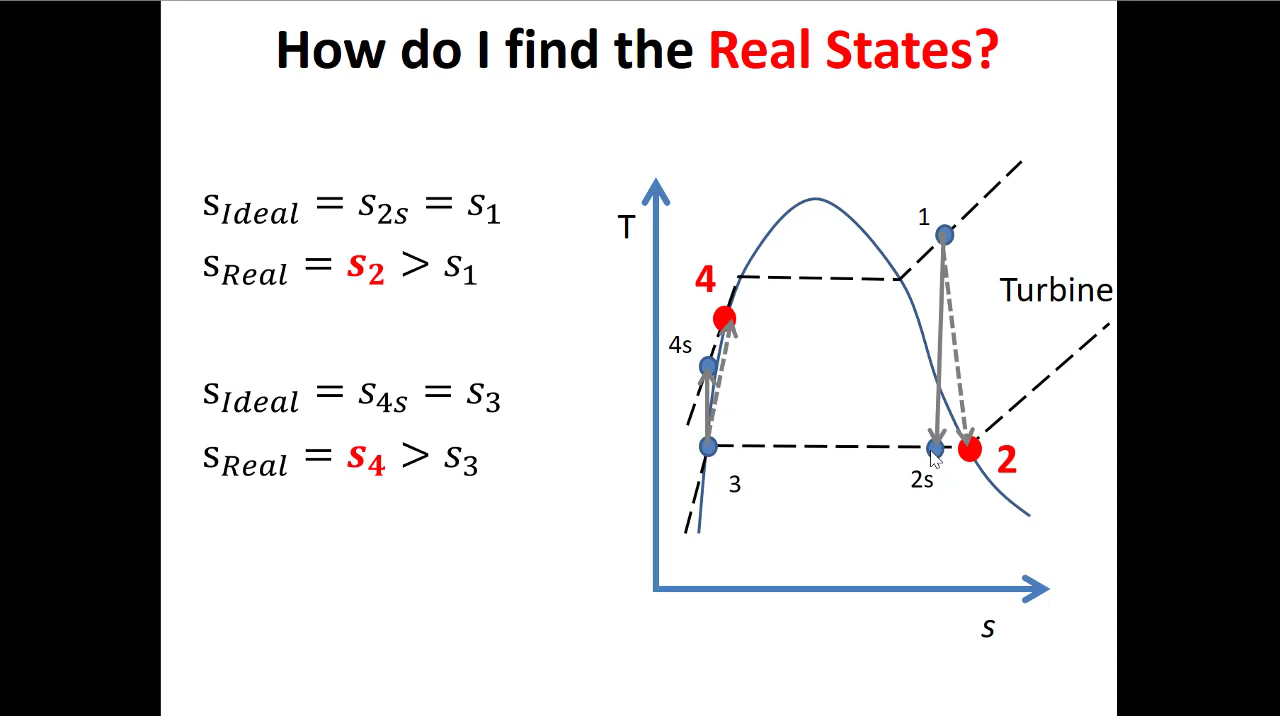 How do I find the Real States?
s_Ideal = s_2s = s_1
s_Real = s_2 > s_1
s_Ideal = s_4s = s_3
s_Real = s_4 > s_3
T
1
4
Turbine
4s
2
3
2s
s